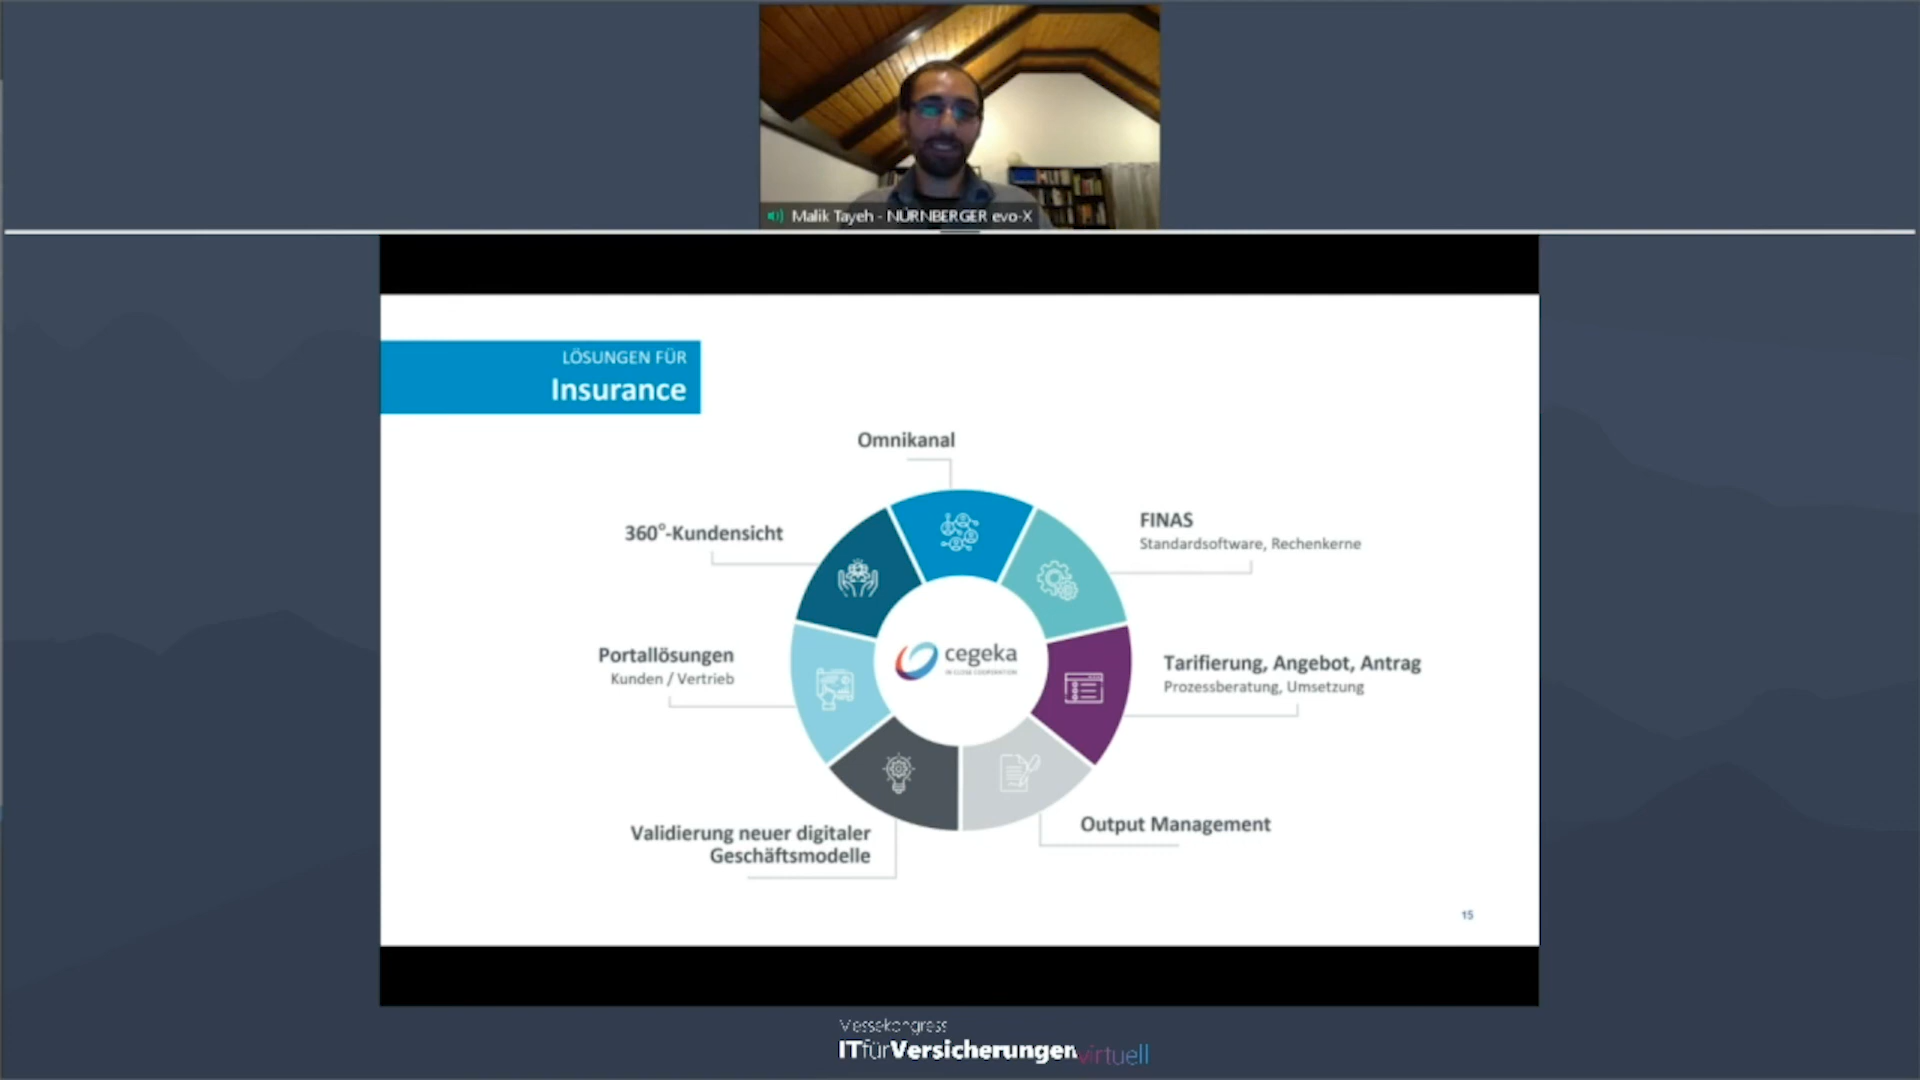 Malik Tayeh - NÜRNBERGER evo-X
LÖSUNGEN FÜR
Insurance
Omnikanal
360°-Kundensicht
FINAS
Standardsoftware, Rechenkerne
Portallösungen
Kunden / Vertrieb
cegeka
IN CLOSE COOPERATION
Tarifierung, Angebot, Antrag
Prozessberatung, Umsetzung
Validierung neuer digitaler
Geschäftsmodelle
Output Management
15
Messekongress
ITfürVersicherungen virtuell